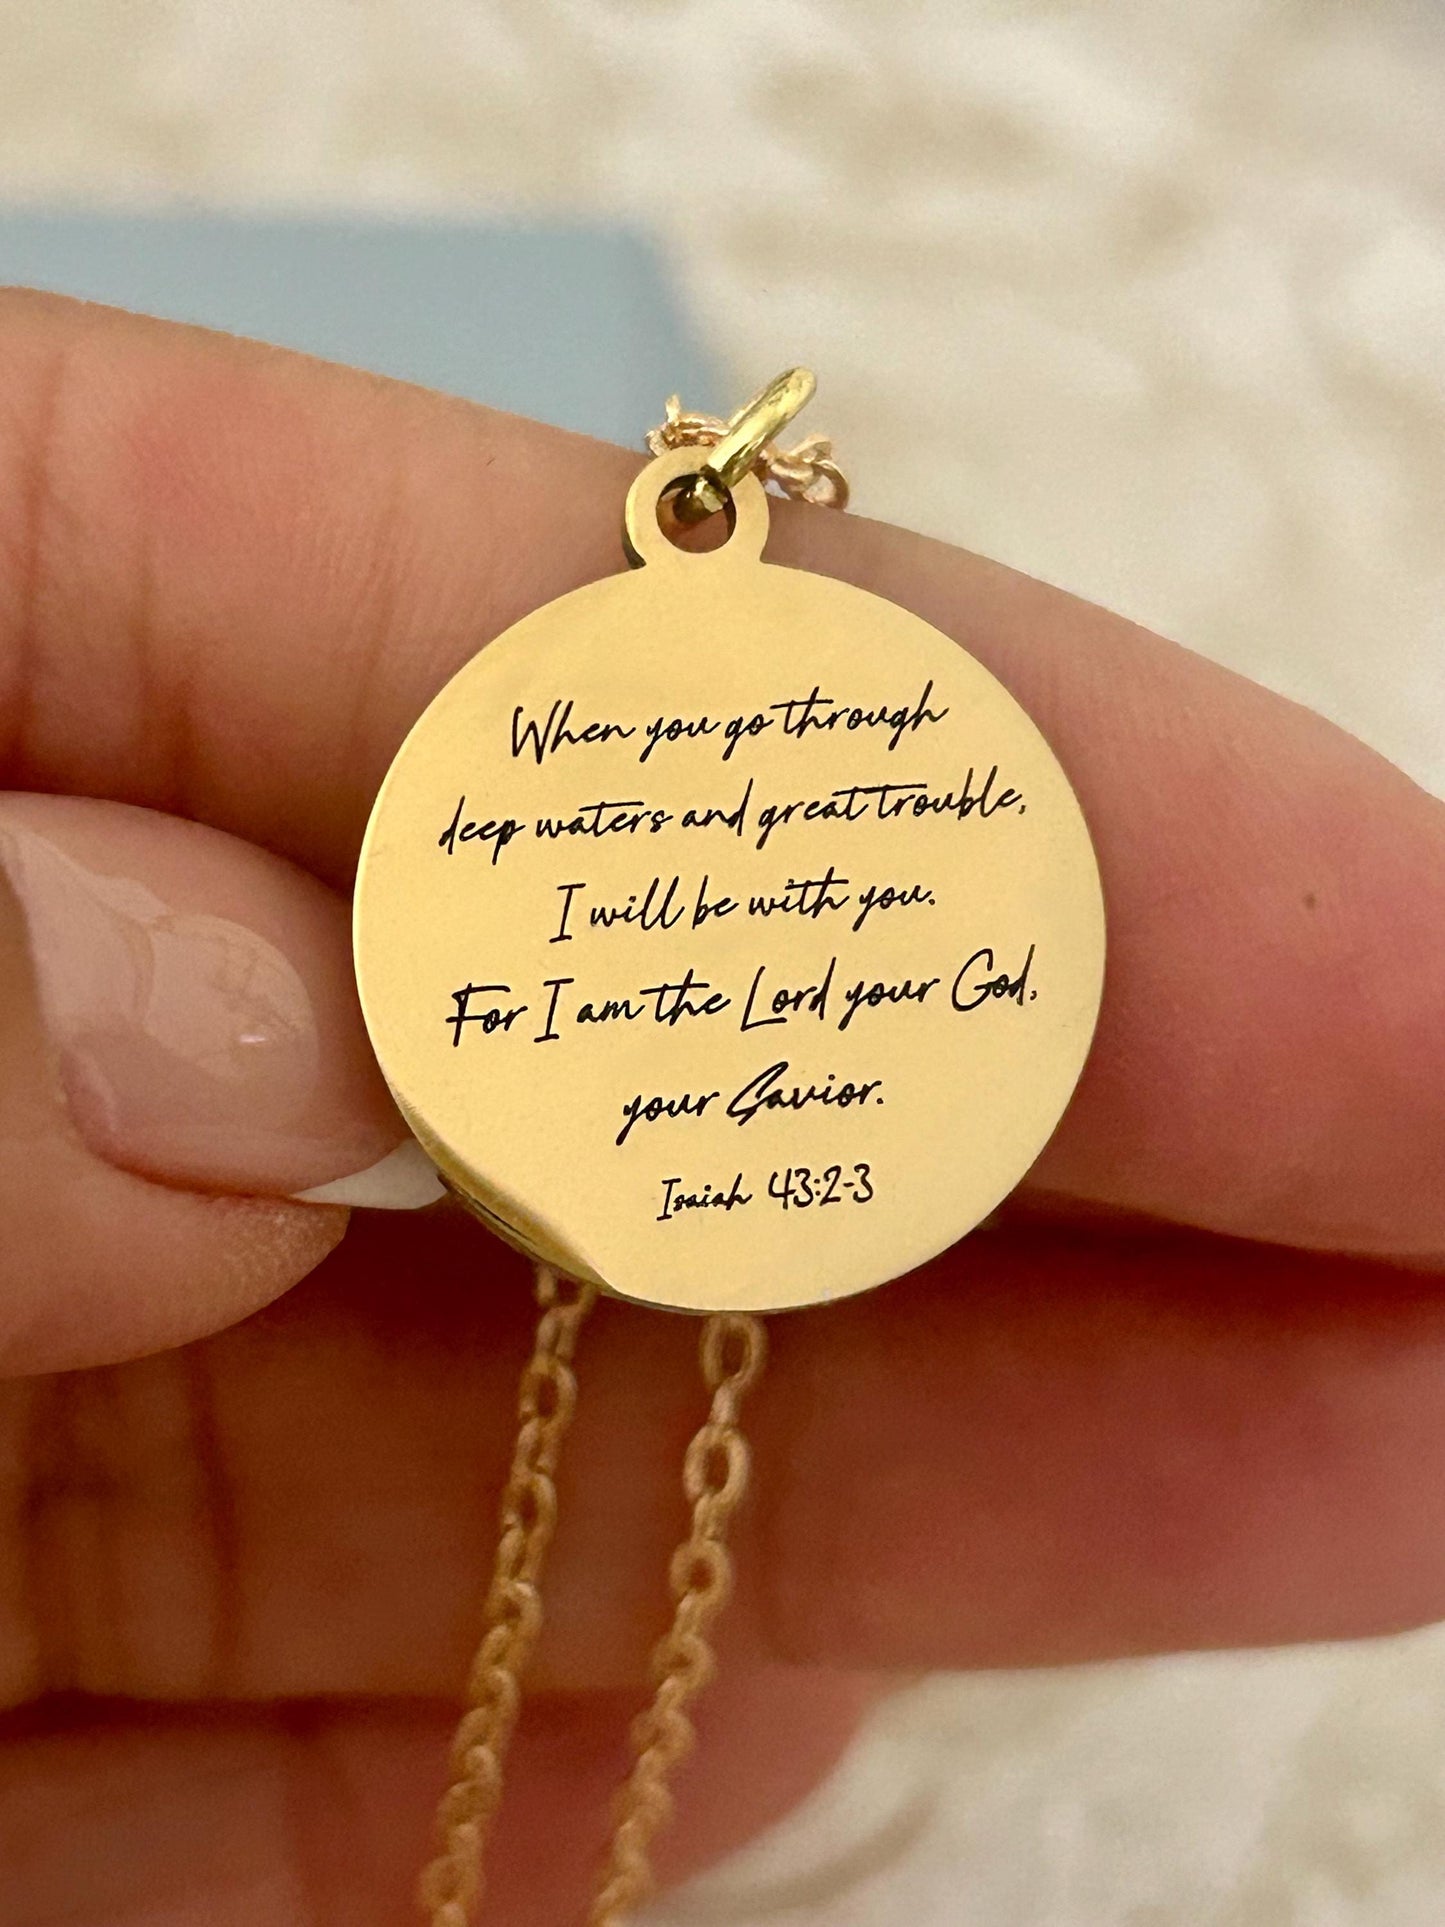 When you go through
deep waters and great trouble,
I will be with you.
For I am the Lord your God,
your Savior.
Isaiah 43:2-3